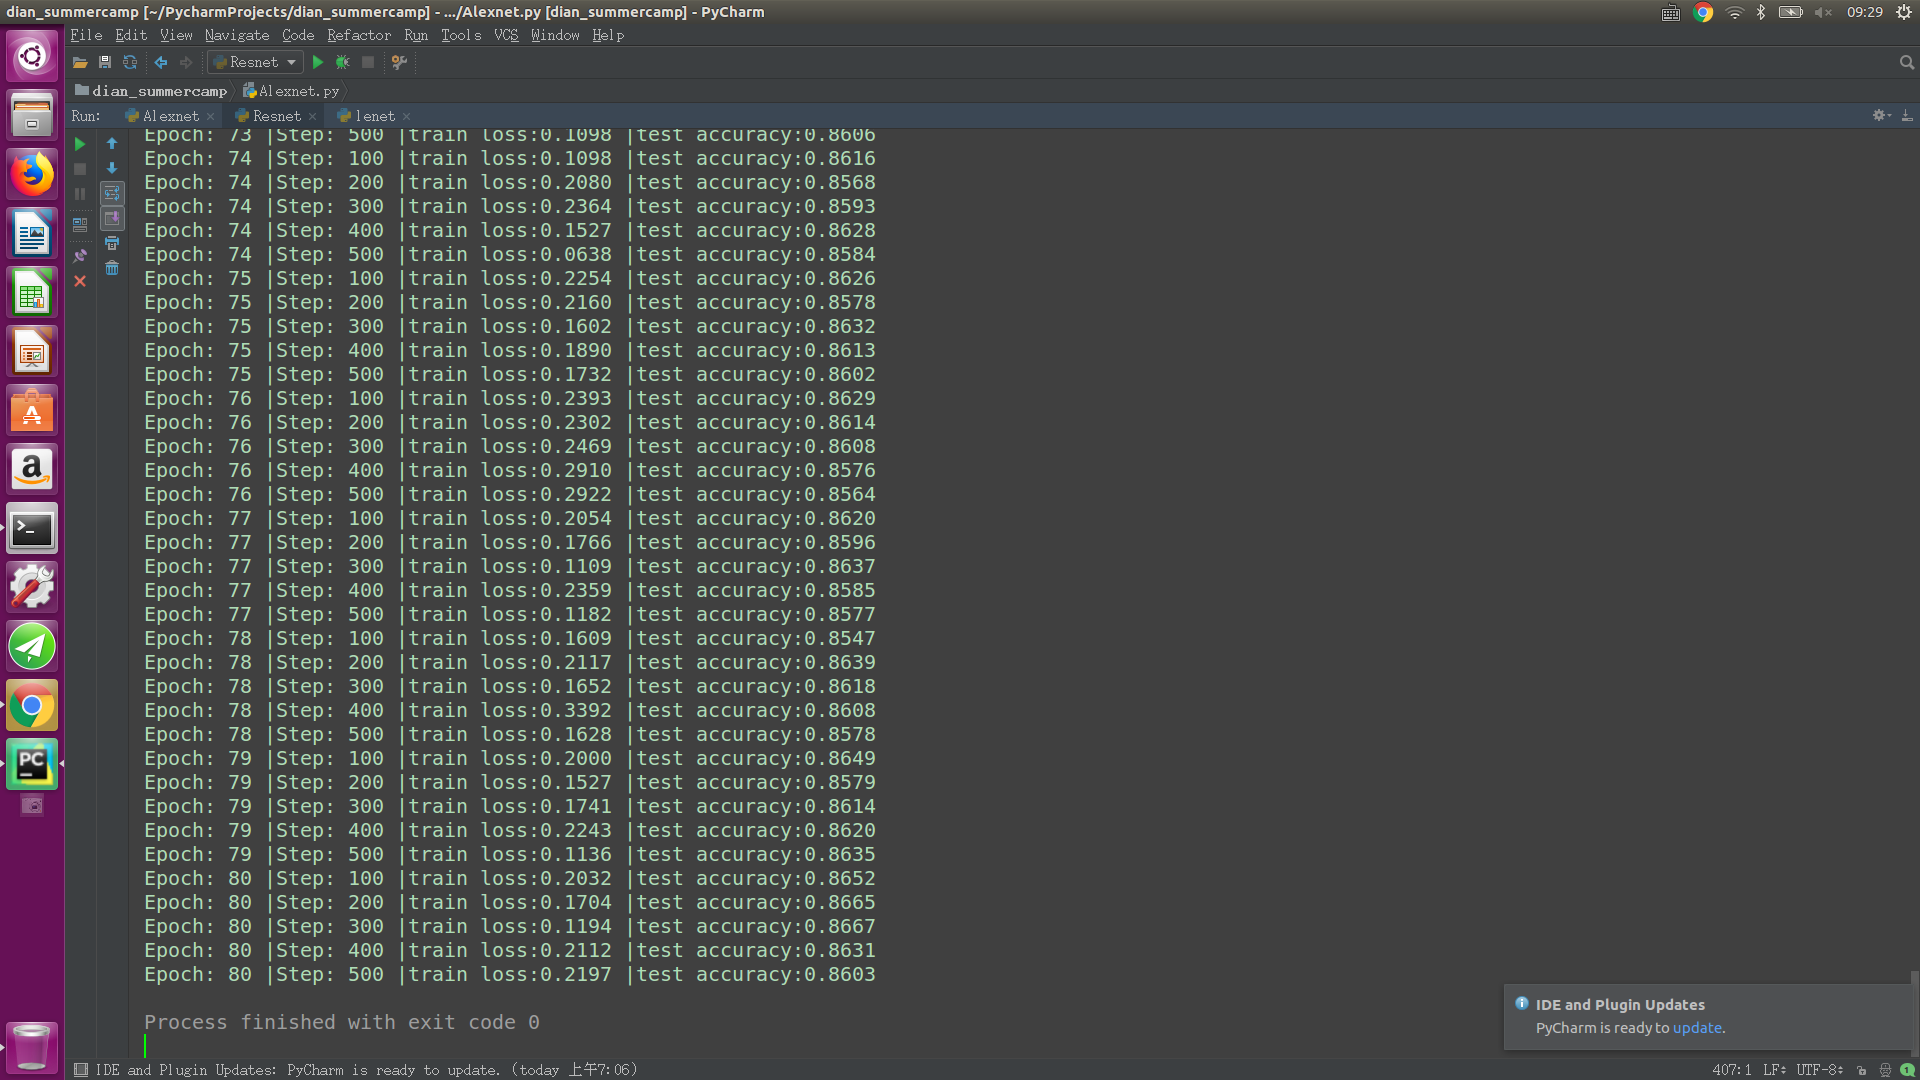 dian_summercamp [~/PycharmProjects/dian_summercamp] - .../Alexnet.py [dian_summercamp] - PyCharm
09:29
File Edit View Navigate Code Refactor Run Tools VCS Window Help
Resnet
dian_summercamp Alexnet.py
Run: Alexnet Resnet lenet
Epoch: 73 |Step: 500 |train loss:0.1098 |test accuracy:0.8606
Epoch: 74 |Step: 100 |train loss:0.1098 |test accuracy:0.8616
Epoch: 74 |Step: 200 |train loss:0.2080 |test accuracy:0.8568
Epoch: 74 |Step: 300 |train loss:0.2364 |test accuracy:0.8593
Epoch: 74 |Step: 400 |train loss:0.1527 |test accuracy:0.8628
Epoch: 74 |Step: 500 |train loss:0.0638 |test accuracy:0.8584
Epoch: 75 |Step: 100 |train loss:0.2254 |test accuracy:0.8626
Epoch: 75 |Step: 200 |train loss:0.2160 |test accuracy:0.8578
Epoch: 75 |Step: 300 |train loss:0.1602 |test accuracy:0.8632
Epoch: 75 |Step: 400 |train loss:0.1890 |test accuracy:0.8613
Epoch: 75 |Step: 500 |train loss:0.1732 |test accuracy:0.8602
Epoch: 76 |Step: 100 |train loss:0.2393 |test accuracy:0.8629
Epoch: 76 |Step: 200 |train loss:0.2302 |test accuracy:0.8614
Epoch: 76 |Step: 300 |train loss:0.2469 |test accuracy:0.8608
Epoch: 76 |Step: 400 |train loss:0.2910 |test accuracy:0.8576
Epoch: 76 |Step: 500 |train loss:0.2922 |test accuracy:0.8564
Epoch: 77 |Step: 100 |train loss:0.2054 |test accuracy:0.8620
Epoch: 77 |Step: 200 |train loss:0.1766 |test accuracy:0.8596
Epoch: 77 |Step: 300 |train loss:0.1109 |test accuracy:0.8637
Epoch: 77 |Step: 400 |train loss:0.2359 |test accuracy:0.8585
Epoch: 77 |Step: 500 |train loss:0.1182 |test accuracy:0.8577
Epoch: 78 |Step: 100 |train loss:0.1609 |test accuracy:0.8547
Epoch: 78 |Step: 200 |train loss:0.2117 |test accuracy:0.8639
Epoch: 78 |Step: 300 |train loss:0.1652 |test accuracy:0.8618
Epoch: 78 |Step: 400 |train loss:0.3392 |test accuracy:0.8608
Epoch: 78 |Step: 500 |train loss:0.1628 |test accuracy:0.8578
Epoch: 79 |Step: 100 |train loss:0.2000 |test accuracy:0.8649
Epoch: 79 |Step: 200 |train loss:0.1527 |test accuracy:0.8579
Epoch: 79 |Step: 300 |train loss:0.1741 |test accuracy:0.8614
Epoch: 79 |Step: 400 |train loss:0.2243 |test accuracy:0.8620
Epoch: 79 |Step: 500 |train loss:0.1136 |test accuracy:0.8635
Epoch: 80 |Step: 100 |train loss:0.2032 |test accuracy:0.8652
Epoch: 80 |Step: 200 |train loss:0.1704 |test accuracy:0.8665
Epoch: 80 |Step: 300 |train loss:0.1194 |test accuracy:0.8667
Epoch: 80 |Step: 400 |train loss:0.2112 |test accuracy:0.8631
Epoch: 80 |Step: 500 |train loss:0.2197 |test accuracy:0.8603
Process finished with exit code 0
IDE and Plugin Updates
PyCharm is ready to update.
IDE and Plugin Updates: PyCharm is ready to update. (today 上午7:06)
407:1 LF UTF-8 1